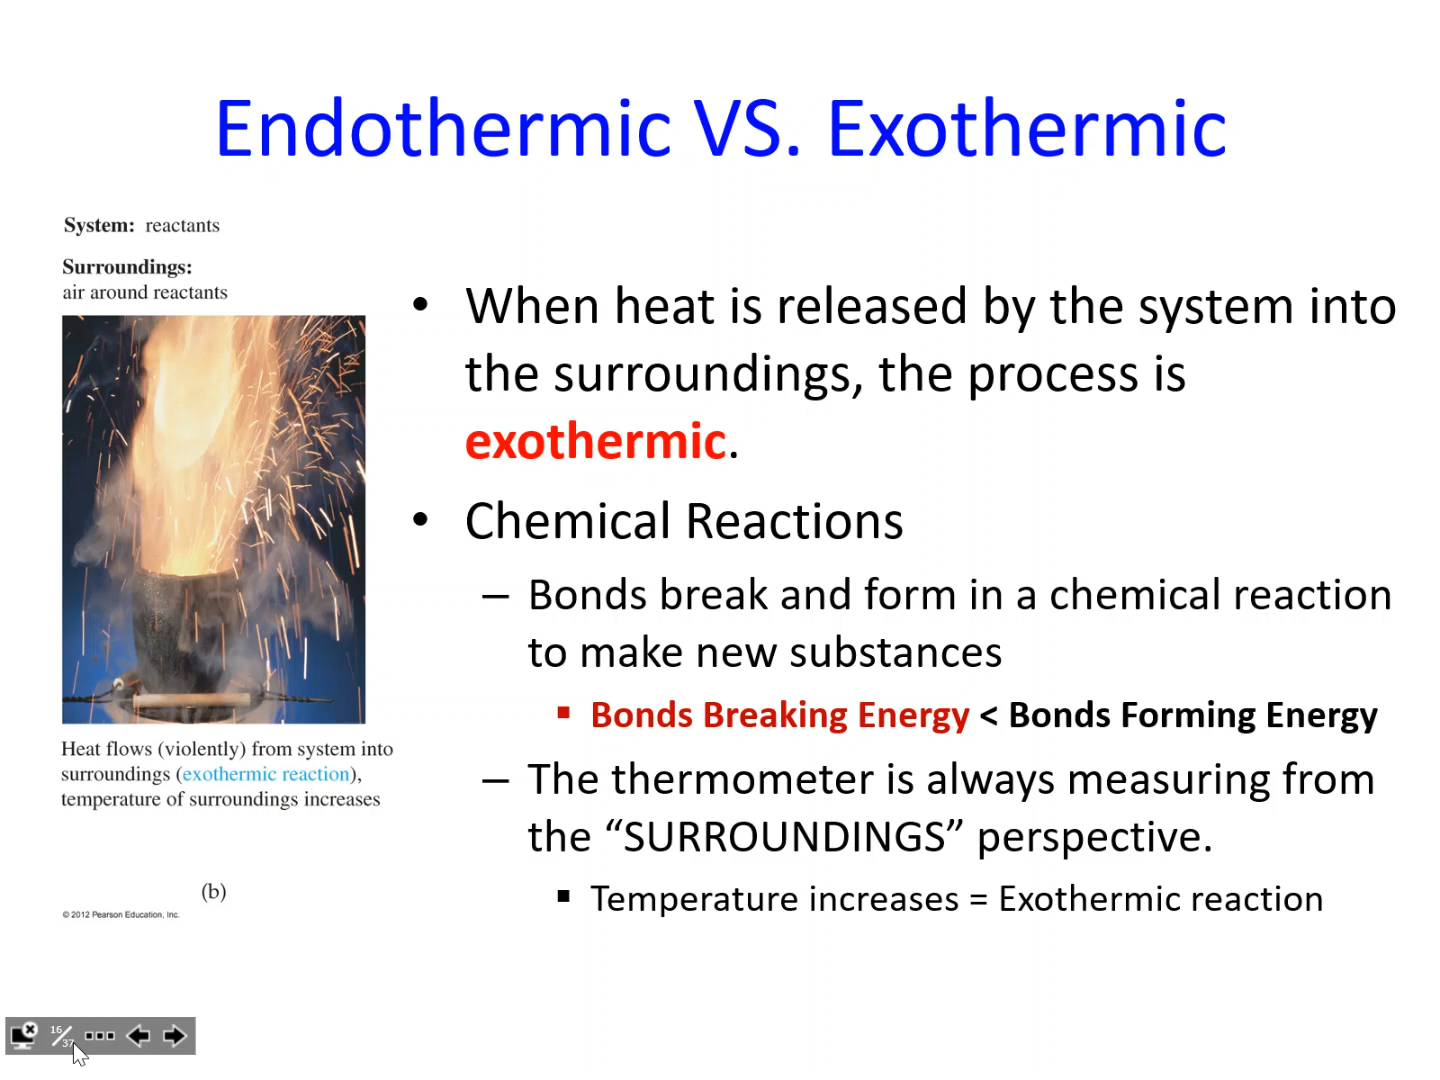 Endothermic VS. Exothermic
System: reactants
Surroundings:
air around reactants
• When heat is released by the system into
the surroundings, the process is
exothermic.
• Chemical Reactions
– Bonds break and form in a chemical reaction
to make new substances
▪ Bonds Breaking Energy < Bonds Forming Energy
– The thermometer is always measuring from
the “SURROUNDINGS” perspective.
▪ Temperature increases = Exothermic reaction
Heat flows (violently) from system into
surroundings (exothermic reaction),
temperature of surroundings increases
(b)
© 2012 Pearson Education, Inc.
16/37